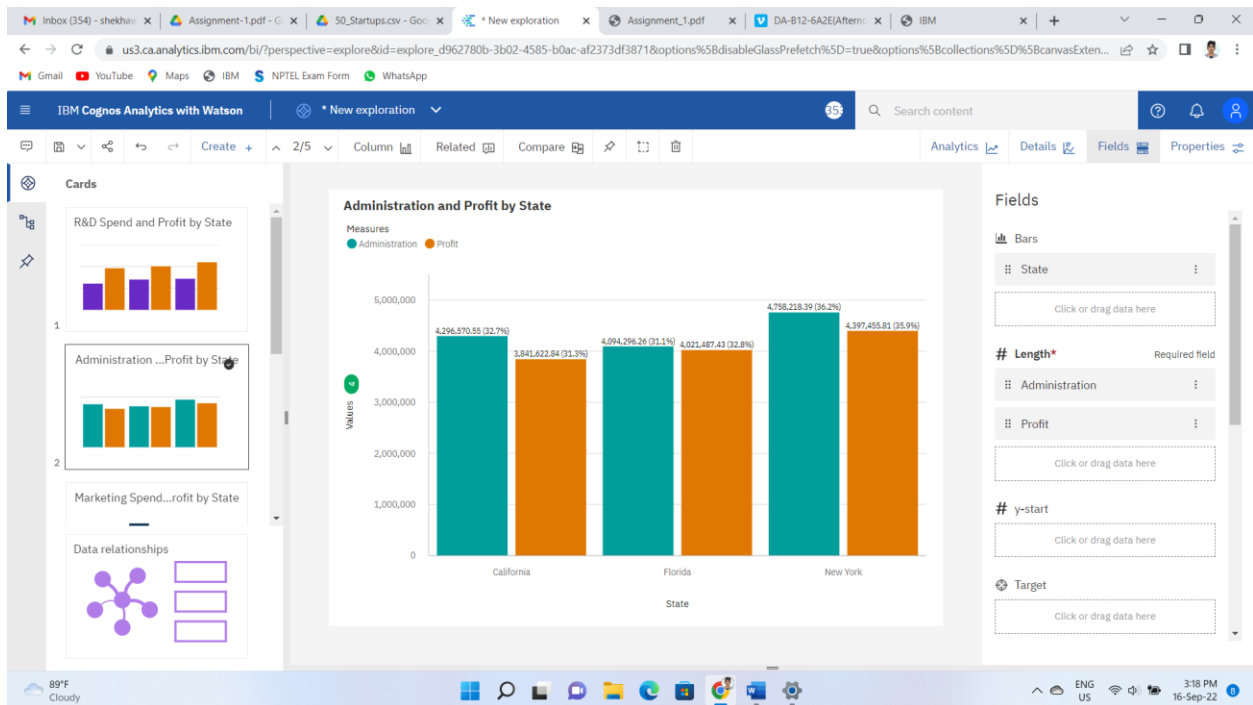 Inbox (354) - shekhav
Assignment-1.pdf - G
50_Startups.csv - Goo
* New exploration
Assignment_1.pdf
DA-B12-6A2E(Aftern
IBM
us3.ca.analytics.ibm.com/bi/?perspective=explore&id=explore_d962780b-3b02-4585-b0ac-af2373df3871&options%5BdisableGlassPrefetch%5D=true&options%5Bcollections%5D%5BcanvasExten...
Gmail
YouTube
Maps
IBM
NPTEL Exam Form
WhatsApp
IBM Cognos Analytics with Watson
* New exploration
Search content
Create +
2/5
Column
Related
Compare
Analytics
Details
Fields
Properties
Cards
R&D Spend and Profit by State
1
Administration ...Profit by State
2
Marketing Spend...rofit by State
Data relationships
Administration and Profit by State
Measures
Administration Profit
5,000,000
4,000,000
3,000,000
2,000,000
1,000,000
0
Values
4,296,570.55 (32.7%)
3,841,622.84 (31.3%)
4,094,296.26 (31.1%)
4,021,487.43 (32.8%)
4,758,218.39 (36.2%)
4,397,455.81 (35.9%)
California
Florida
New York
State
Fields
Bars
State
Click or drag data here
# Length*
Required field
Administration
Profit
Click or drag data here
# y-start
Click or drag data here
Target
Click or drag data here
89°F
Cloudy
ENG
US
3:18 PM
16-Sep-22
8